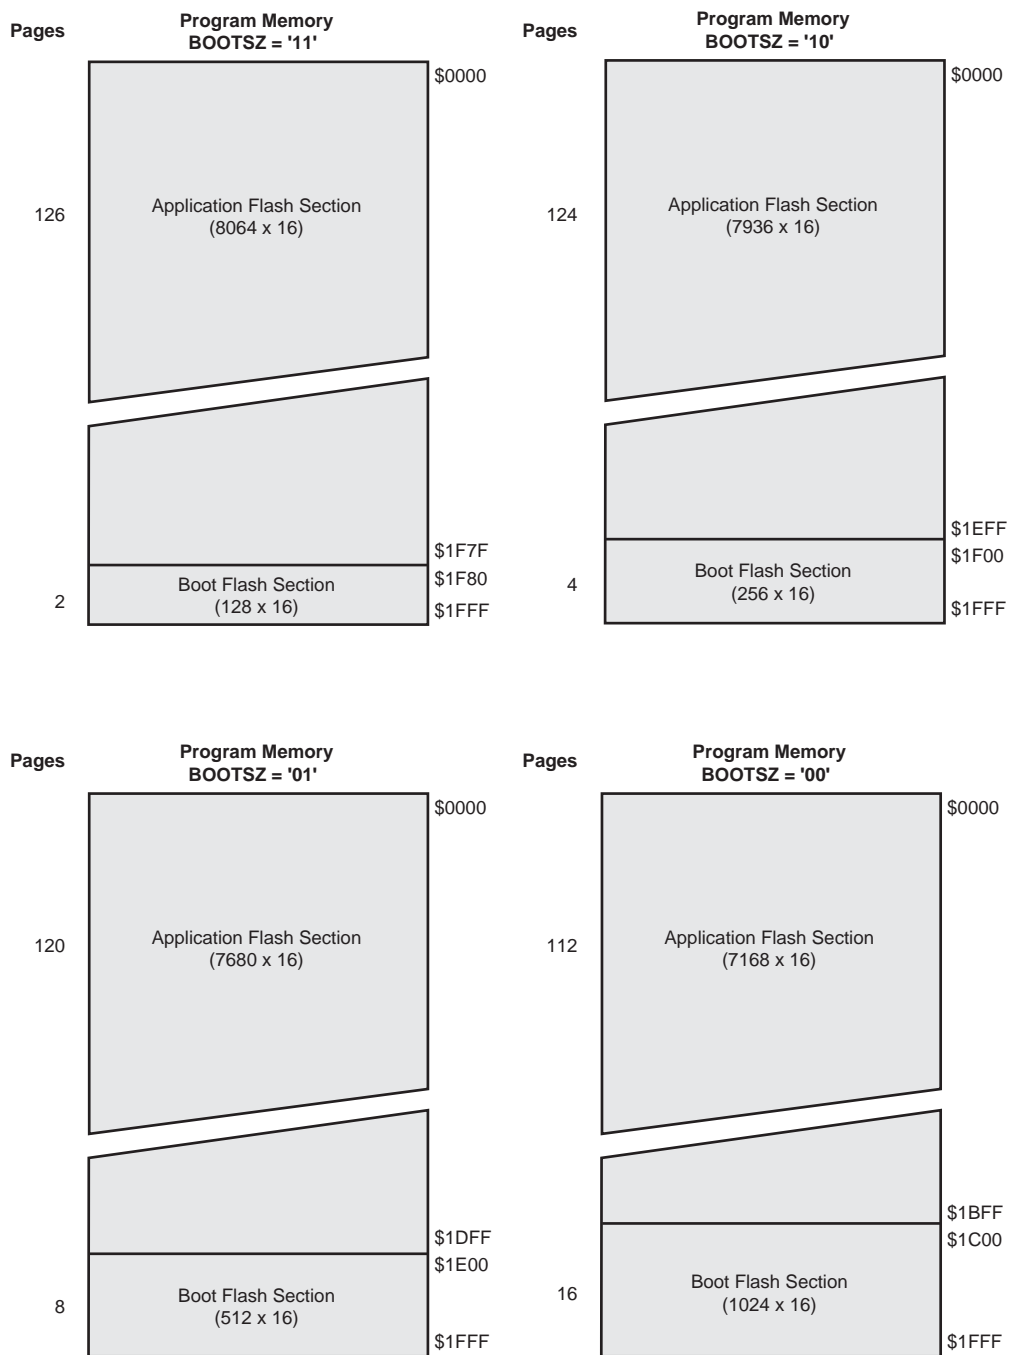 Pages
Program Memory
BOOTSZ = '11'
$0000
126
Application Flash Section
(8064 x 16)
$1F7F
$1F80
2
Boot Flash Section
(128 x 16)
$1FFF
Pages
Program Memory
BOOTSZ = '10'
$0000
124
Application Flash Section
(7936 x 16)
$1EFF
$1F00
4
Boot Flash Section
(256 x 16)
$1FFF
Pages
Program Memory
BOOTSZ = '01'
$0000
120
Application Flash Section
(7680 x 16)
$1DFF
$1E00
8
Boot Flash Section
(512 x 16)
$1FFF
Pages
Program Memory
BOOTSZ = '00'
$0000
112
Application Flash Section
(7168 x 16)
$1BFF
$1C00
16
Boot Flash Section
(1024 x 16)
$1FFF